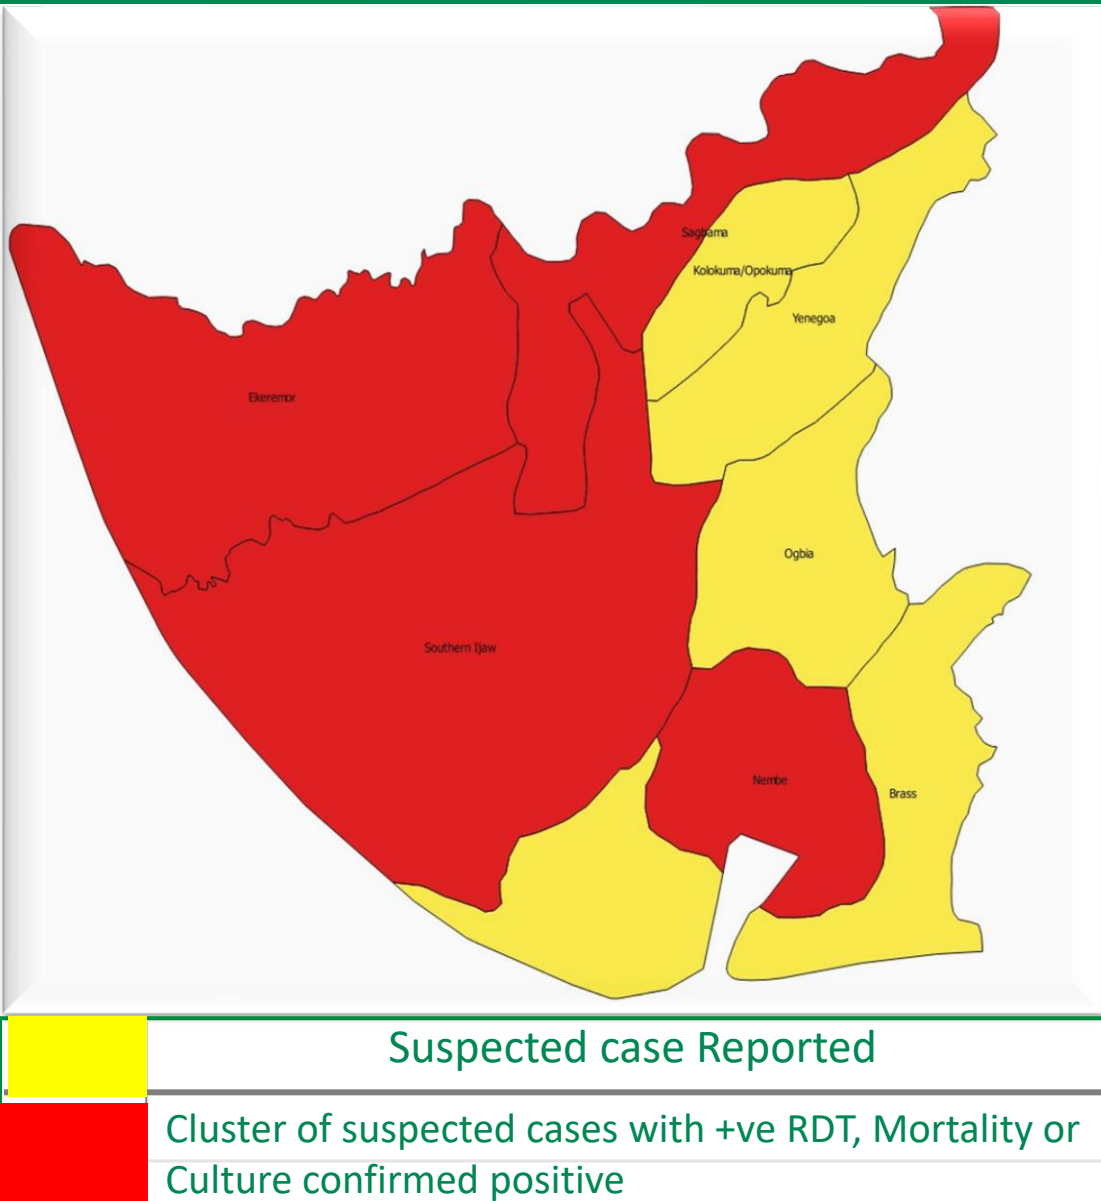 Sagbama
Kolokuma/Opokuma
Yenegoa
Ekeremor
Ogbia
Southern Ijaw
Nembe
Brass
Suspected case Reported
Cluster of suspected cases with +ve RDT, Mortality or
Culture confirmed positive